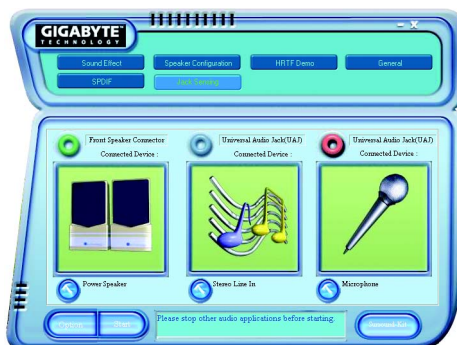 GIGABYTE™
TECHNOLOGY
Sound Effect
Speaker Configuration
HRTF Demo
General
SPDIF
Jack Sensing
Front Speaker Connector
Connected Device :
Universal Audio Jack(UAJ)
Connected Device :
Universal Audio Jack(UAJ)
Connected Device :
Power Speaker
Stereo Line In
Microphone
Option
Start
Please stop other audio applications before starting.
Surround Kit